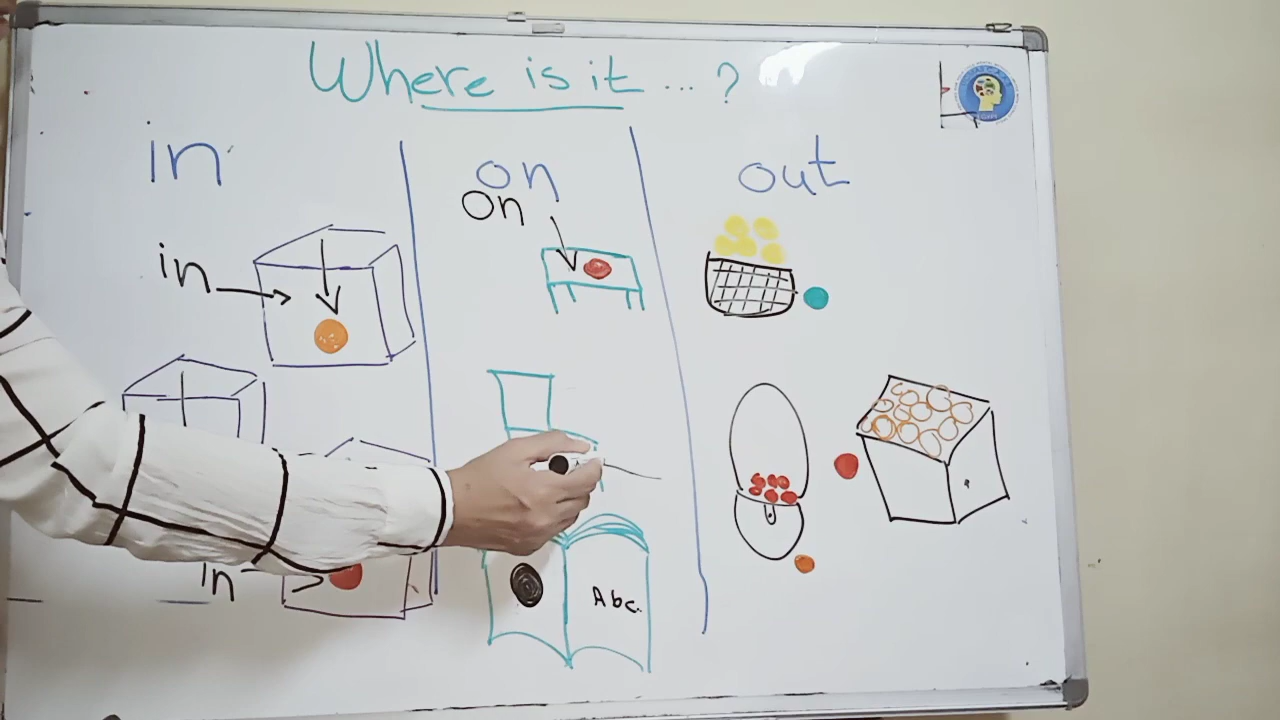 Where is it ... ?
in
on
out
on
in
in
Abc.